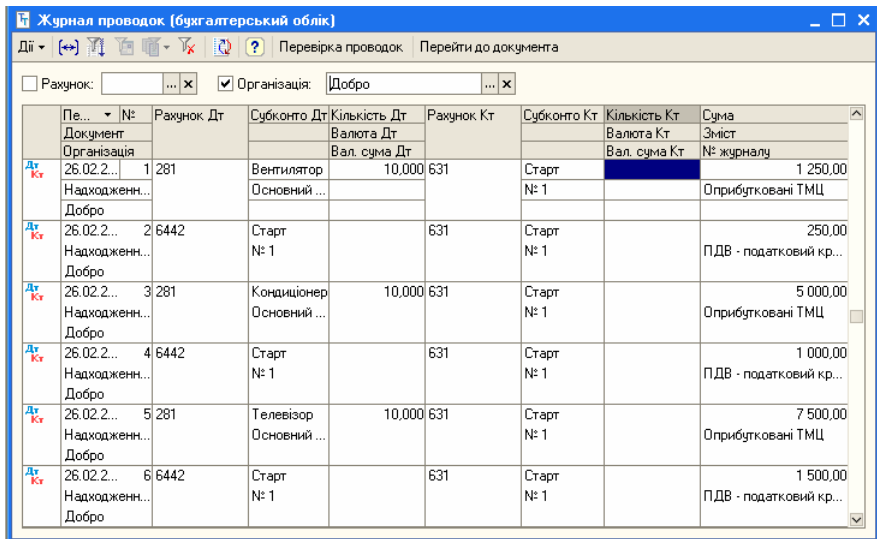 Журнал проводок (бухгалтерський облік)
Дії Перевірка проводок Перейти до документа
Рахунок: ... x Організація: Добро ... x
Пе... № Рахунок Дт Субконто Дт Кількість Дт Рахунок Кт Субконто Кт Кількість Кт Сума
Документ Валюта Дт Валюта Кт Зміст
Організація Вал. сума Дт Вал. сума Кт № журналу
Дт Кт 26.02.2... 1 281 Вентилятор 10,000 631 Старт 1 250,00
Надходженн... Основний ... № 1 Оприбутковані ТМЦ
Добро
Дт Кт 26.02.2... 2 6442 Старт 631 Старт 250,00
Надходженн... № 1 № 1 ПДВ - податковий кр...
Добро
Дт Кт 26.02.2... 3 281 Кондиціонер 10,000 631 Старт 5 000,00
Надходженн... Основний ... № 1 Оприбутковані ТМЦ
Добро
Дт Кт 26.02.2... 4 6442 Старт 631 Старт 1 000,00
Надходженн... № 1 № 1 ПДВ - податковий кр...
Добро
Дт Кт 26.02.2... 5 281 Телевізор 10,000 631 Старт 7 500,00
Надходженн... Основний ... № 1 Оприбутковані ТМЦ
Добро
Дт Кт 26.02.2... 6 6442 Старт 631 Старт 1 500,00
Надходженн... № 1 № 1 ПДВ - податковий кр...
Добро